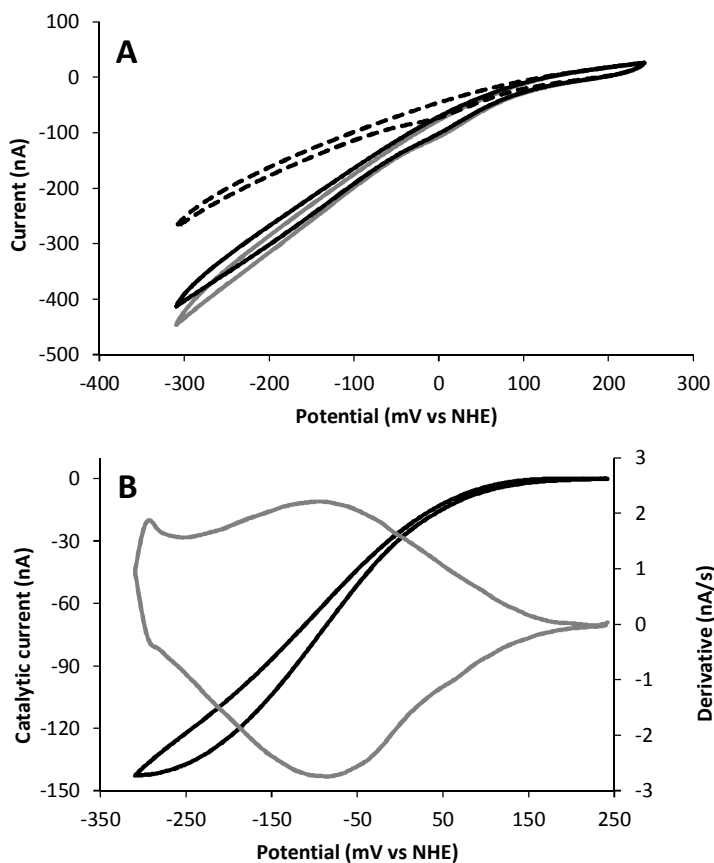 A
100
0
-100
-200
-300
-400
-500
Current (nA)
-400 -300 -200 -100 0 100 200 300
Potential (mV vs NHE)
B
0
-30
-60
-90
-120
-150
Catalytic current (nA)
3
2
1
0
-1
-2
-3
Derivative (nA/s)
-350 -250 -150 -50 50 150 250
Potential (mV vs NHE)